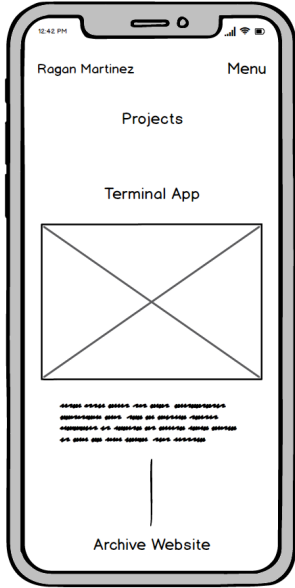 12:42 PM
Ragan Martinez Menu
Projects
Terminal App
Archive Website